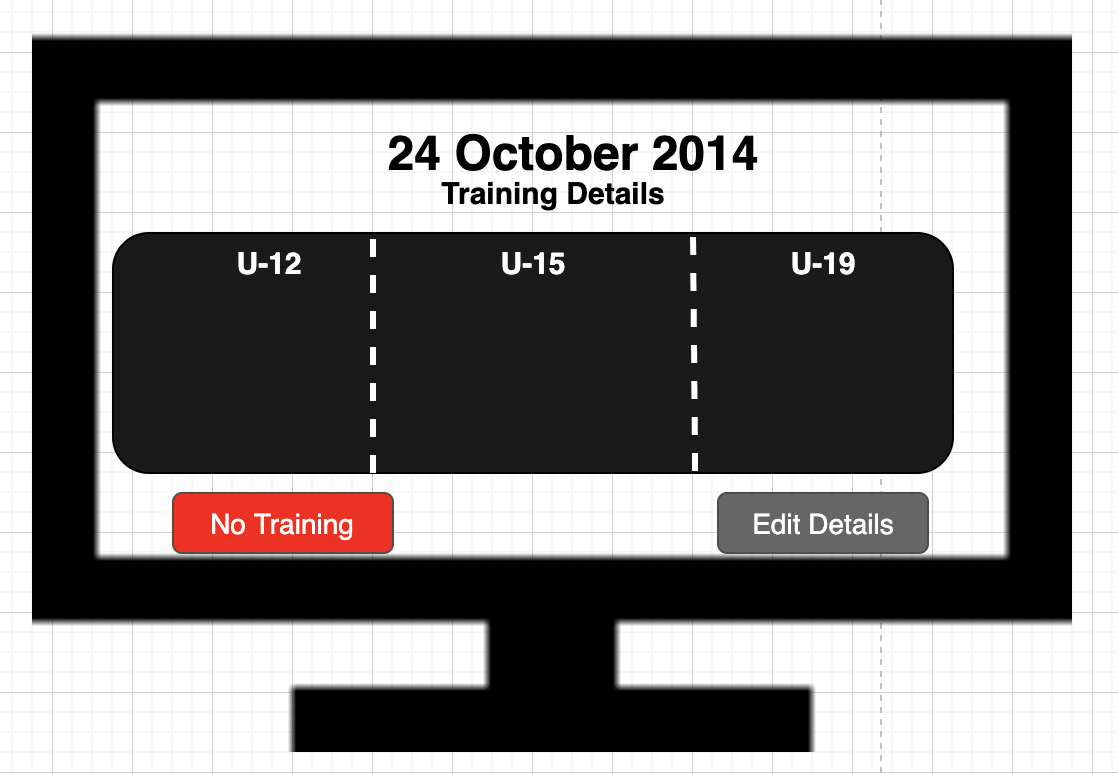 24 October 2014
Training Details
U-12 U-15 U-19
No Training Edit Details